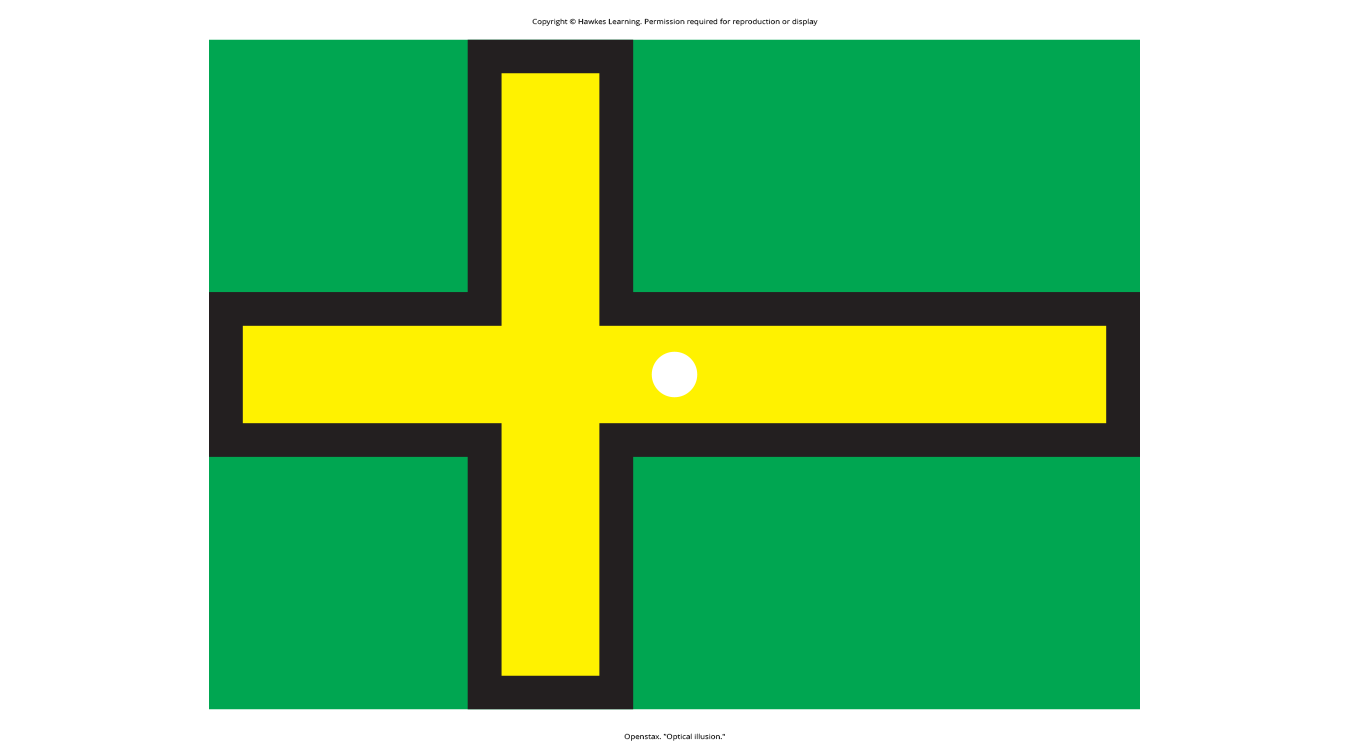 Copyright © Hawkes Learning. Permission required for reproduction or display
Openstax. "Optical illusion."